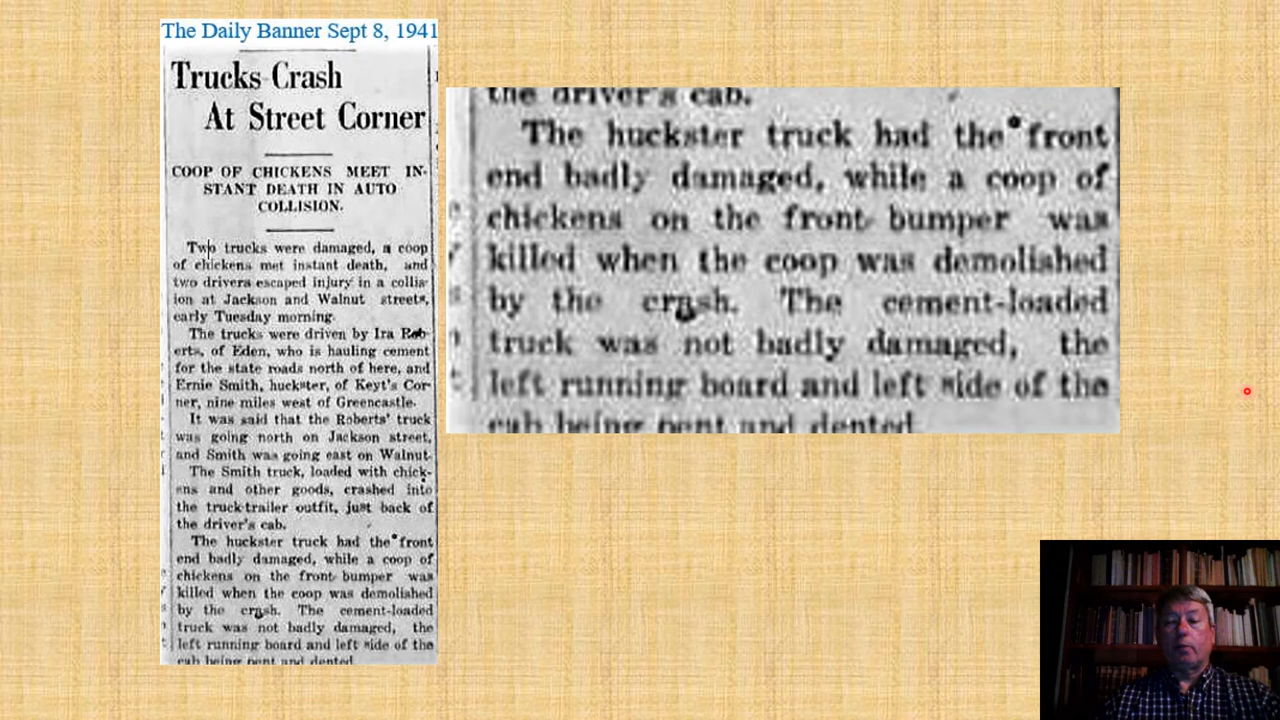 The Daily Banner Sept 8, 1941
Trucks Crash
At Street Corner
COOP OF CHICKENS MEET IN-
STANT DEATH IN AUTO
COLLISION.
Two trucks were damaged, a coop
of chickens met instant death, and
two drivers escaped injury in a collis-
ion at Jackson and Walnut streets,
early Tuesday morning.
The trucks were driven by Ira Rob-
erts, of Eden, who is hauling cement
for the state roads north of here, and
Ernie Smith, huckster, of Keyt's Cor-
ner, nine miles west of Greencastle.
It was said that the Roberts' truck
was going north on Jackson street,
and Smith was going east on Walnut.
The Smith truck, loaded with chick-
ens and other goods, crashed into
the truck-trailer outfit, just back of
the driver's cab.
The huckster truck had the front
end badly damaged, while a coop of
chickens on the front bumper was
killed when the coop was demolished
by the crash. The cement-loaded
truck was not badly damaged, the
left running board and left side of the
cab being bent and dented
the driver's cab.
The huckster truck had the front
end badly damaged, while a coop of
chickens on the front bumper was
killed when the coop was demolished
by the crash. The cement-loaded
truck was not badly damaged, the
left running board and left side of the
cab being bent and dented